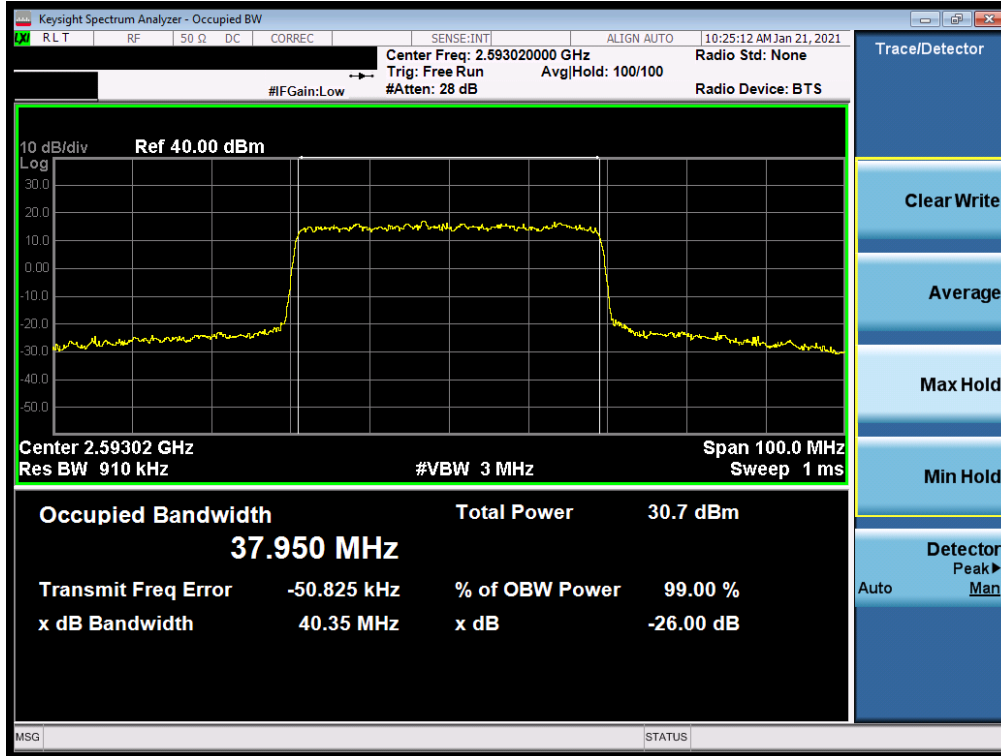 Keysight Spectrum Analyzer - Occupied BW
LXI RLT RF 50 Ω DC CORREC SENSE:INT ALIGN AUTO 10:25:12 AM Jan 21, 2021
Center Freq: 2.593020000 GHz Radio Std: None
Trig: Free Run Avg|Hold: 100/100
#IFGain:Low #Atten: 28 dB Radio Device: BTS
Trace/Detector
10 dB/div Ref 40.00 dBm
Log
30.0
20.0
10.0
0.00
-10.0
-20.0
-30.0
-40.0
-50.0
Center 2.59302 GHz Span 100.0 MHz
Res BW 910 kHz #VBW 3 MHz Sweep 1 ms
Occupied Bandwidth Total Power 30.7 dBm
37.950 MHz
Transmit Freq Error -50.825 kHz % of OBW Power 99.00 %
x dB Bandwidth 40.35 MHz x dB -26.00 dB
Clear Write
Average
Max Hold
Min Hold
Detector
Peak▶
Auto Man
MSG STATUS